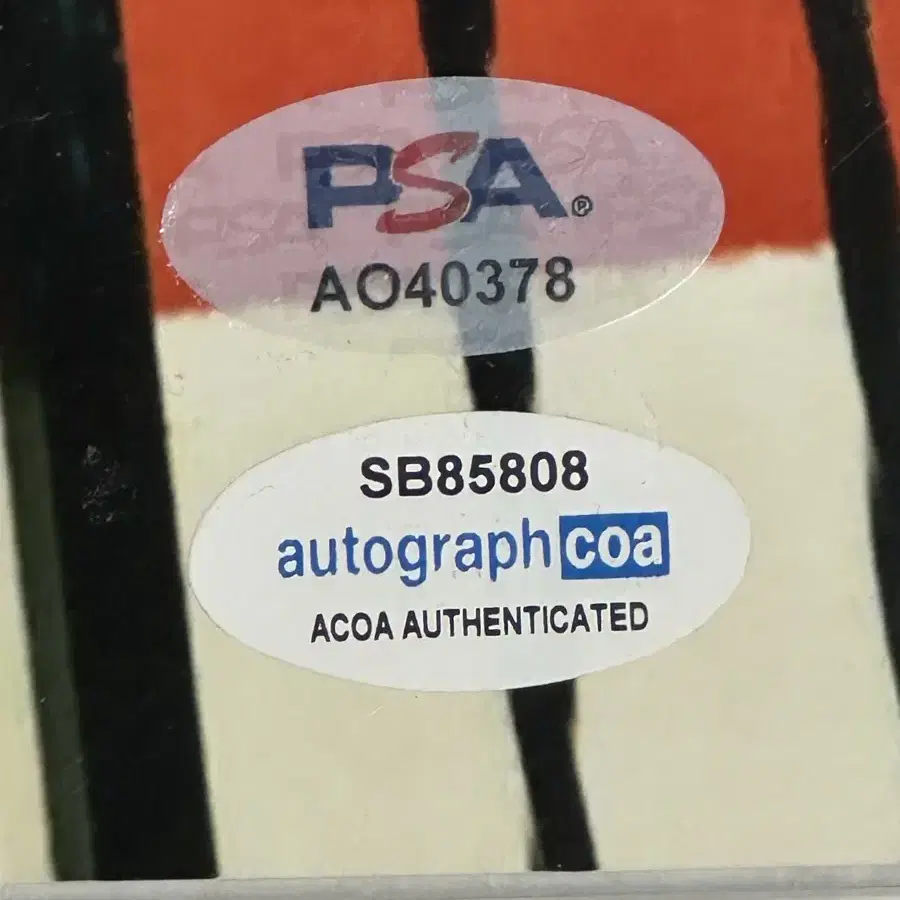 PSA®
AO40378
SB85808
autographcoa
ACOA AUTHENTICATED